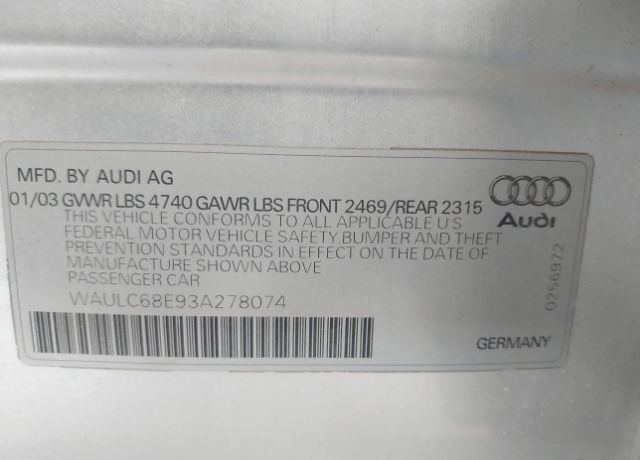 MFD. BY AUDI AG
01/03 GVWR LBS 4740 GAWR LBS FRONT 2469/REAR 2315
THIS VEHICLE CONFORMS TO ALL APPLICABLE U S
FEDERAL MOTOR VEHICLE SAFETY,BUMPER AND THEFT
PREVENTION STANDARDS IN EFFECT ON THE DATE OF
MANUFACTURE SHOWN ABOVE
PASSENGER CAR
WAULC68E93A278074
Audi
0256972
GERMANY